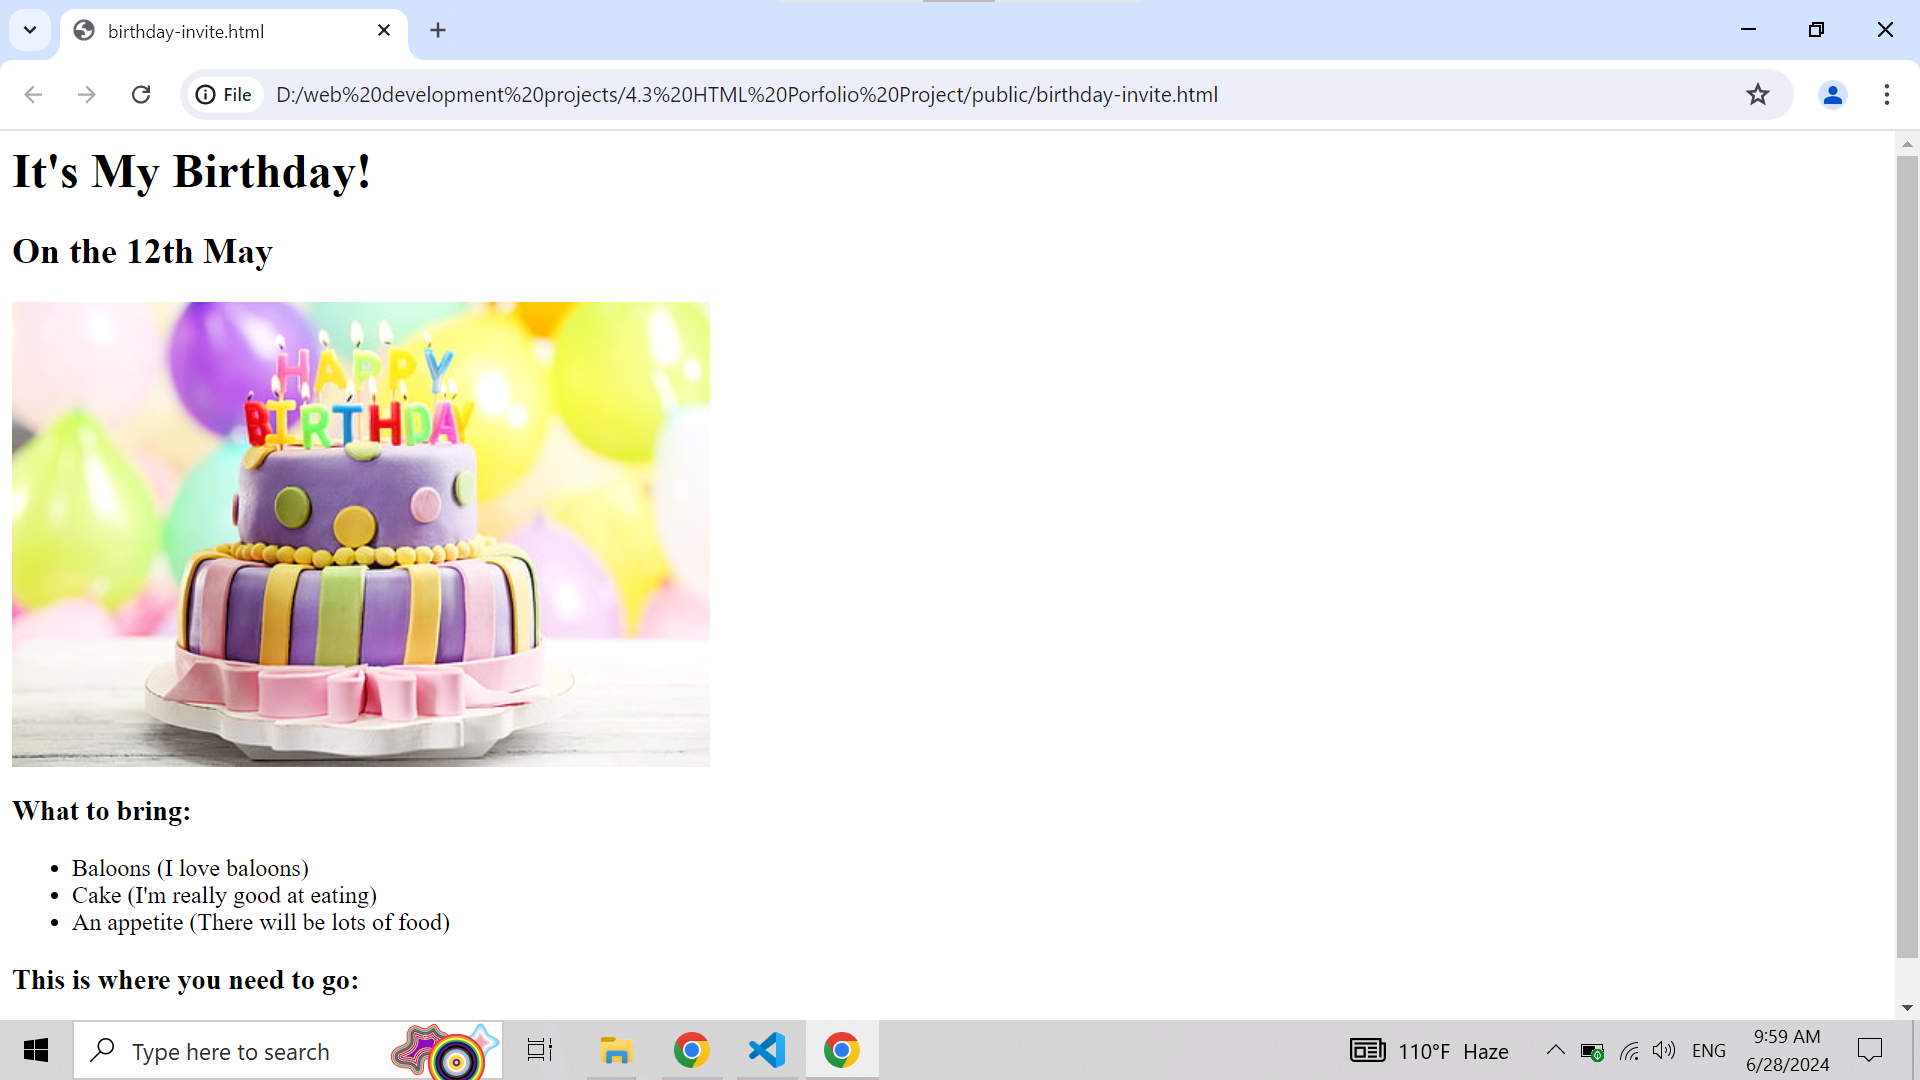 birthday-invite.html
File
D:/web%20development%20projects/4.3%20HTML%20Porfolio%20Project/public/birthday-invite.html
It's My Birthday!
On the 12th May
HAPPY
BIRTHDAY
What to bring:
Baloons (I love baloons)
Cake (I'm really good at eating)
An appetite (There will be lots of food)
This is where you need to go:
Type here to search
110°F Haze
ENG
9:59 AM
6/28/2024